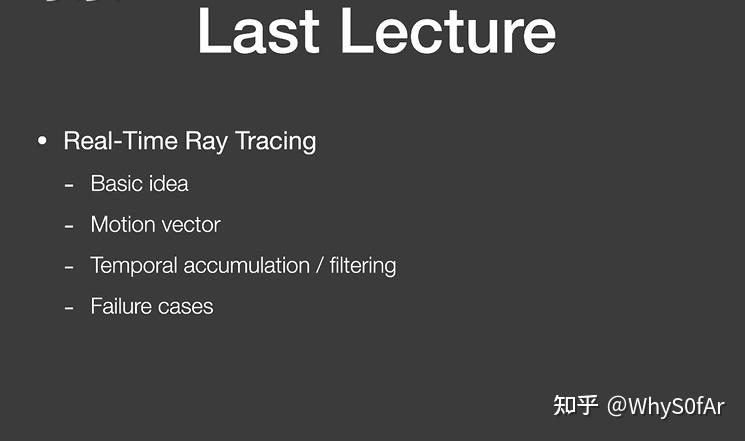 Last Lecture
• Real-Time Ray Tracing
- Basic idea
- Motion vector
- Temporal accumulation / filtering
- Failure cases
知乎 @WhyS0fAr